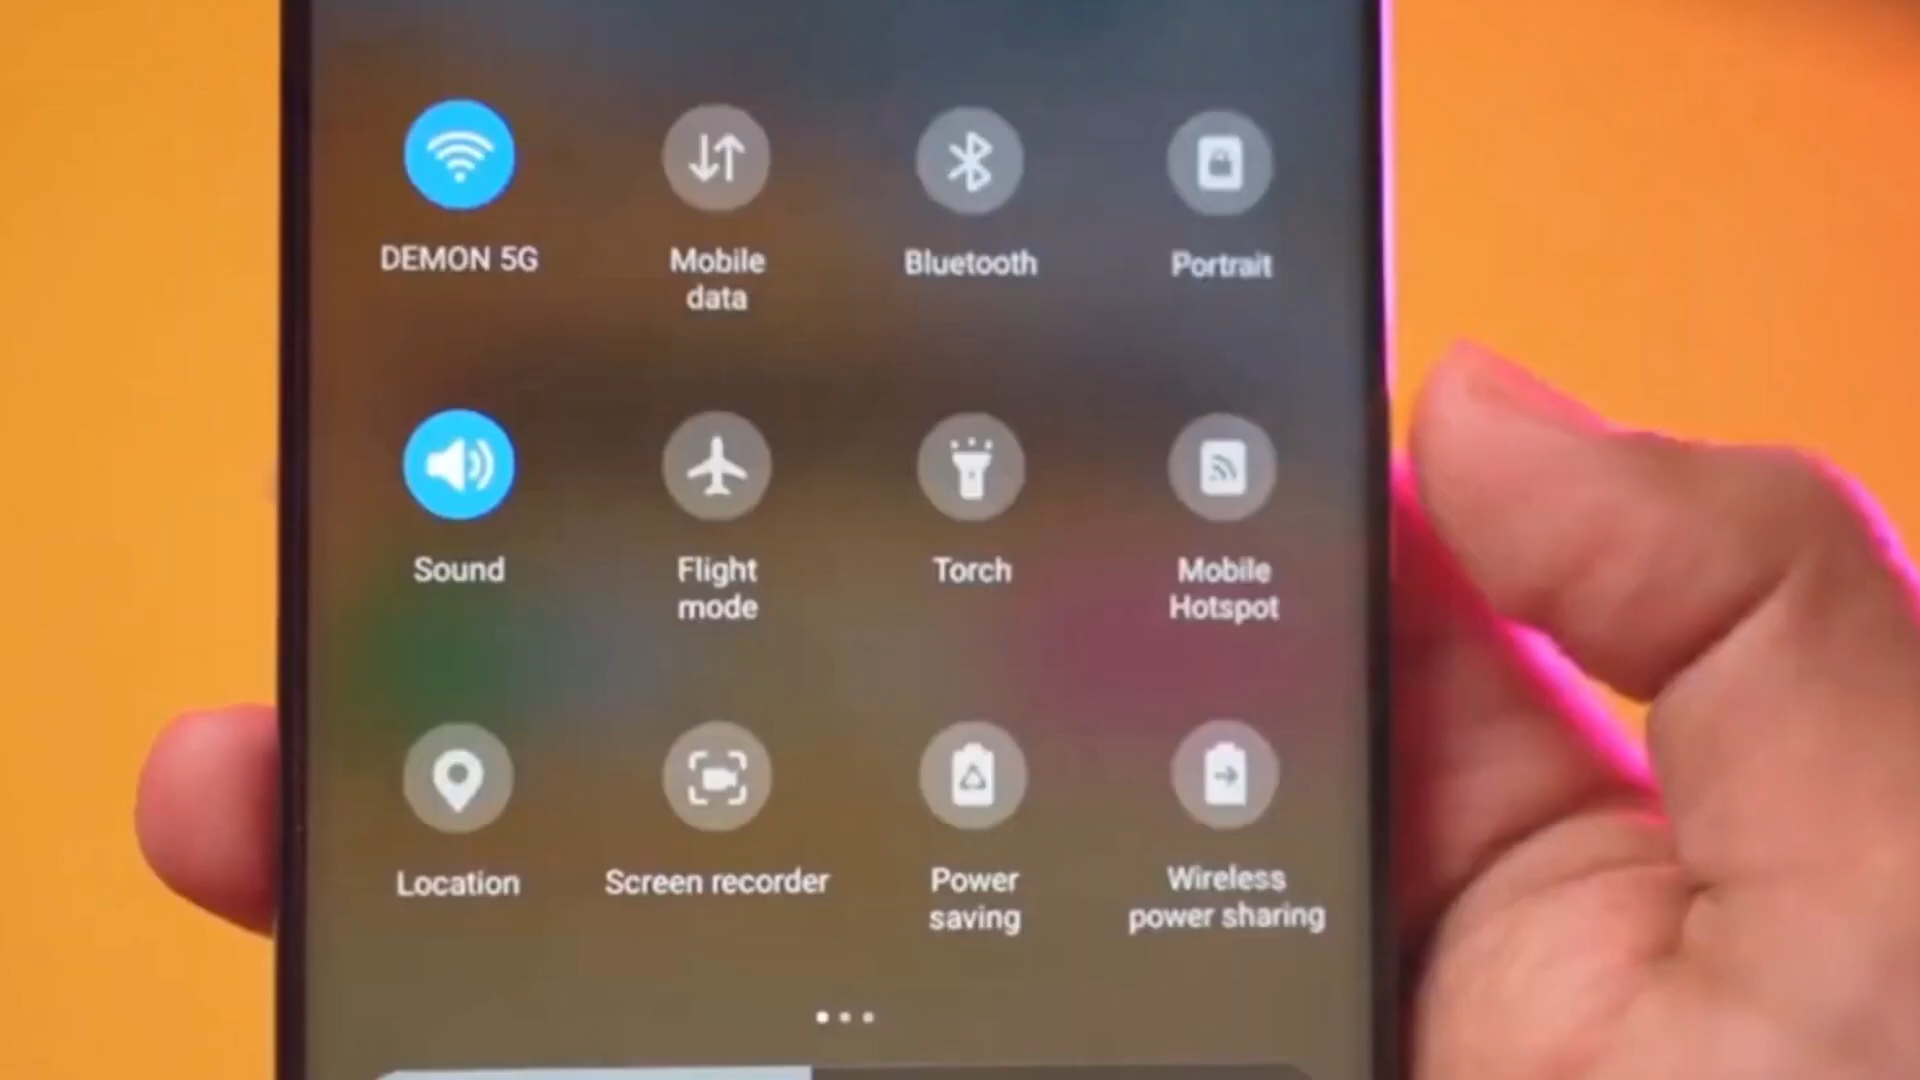 DEMON 5G
Mobile
data
Bluetooth
Portrait
Sound
Flight
mode
Torch
Mobile
Hotspot
Location
Screen recorder
Power
saving
Wireless
power sharing